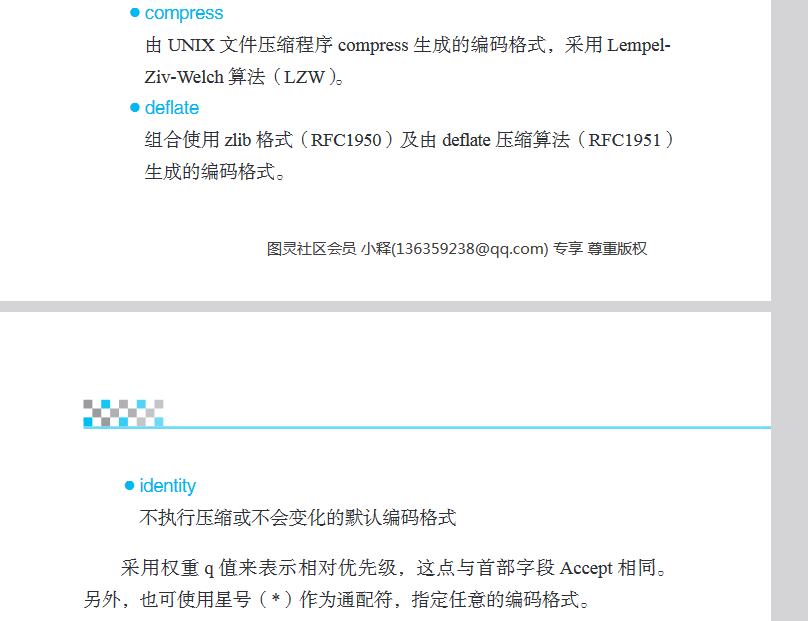 ● compress
由 UNIX 文件压缩程序 compress 生成的编码格式，采用 Lempel-
Ziv-Welch 算法（LZW）。
● deflate
组合使用 zlib 格式（RFC1950）及由 deflate 压缩算法（RFC1951）
生成的编码格式。
图灵社区会员 小释(136359238@qq.com) 专享 尊重版权
● identity
不执行压缩或不会变化的默认编码格式
采用权重 q 值来表示相对优先级，这点与首部字段 Accept 相同。
另外，也可使用星号（*）作为通配符，指定任意的编码格式。